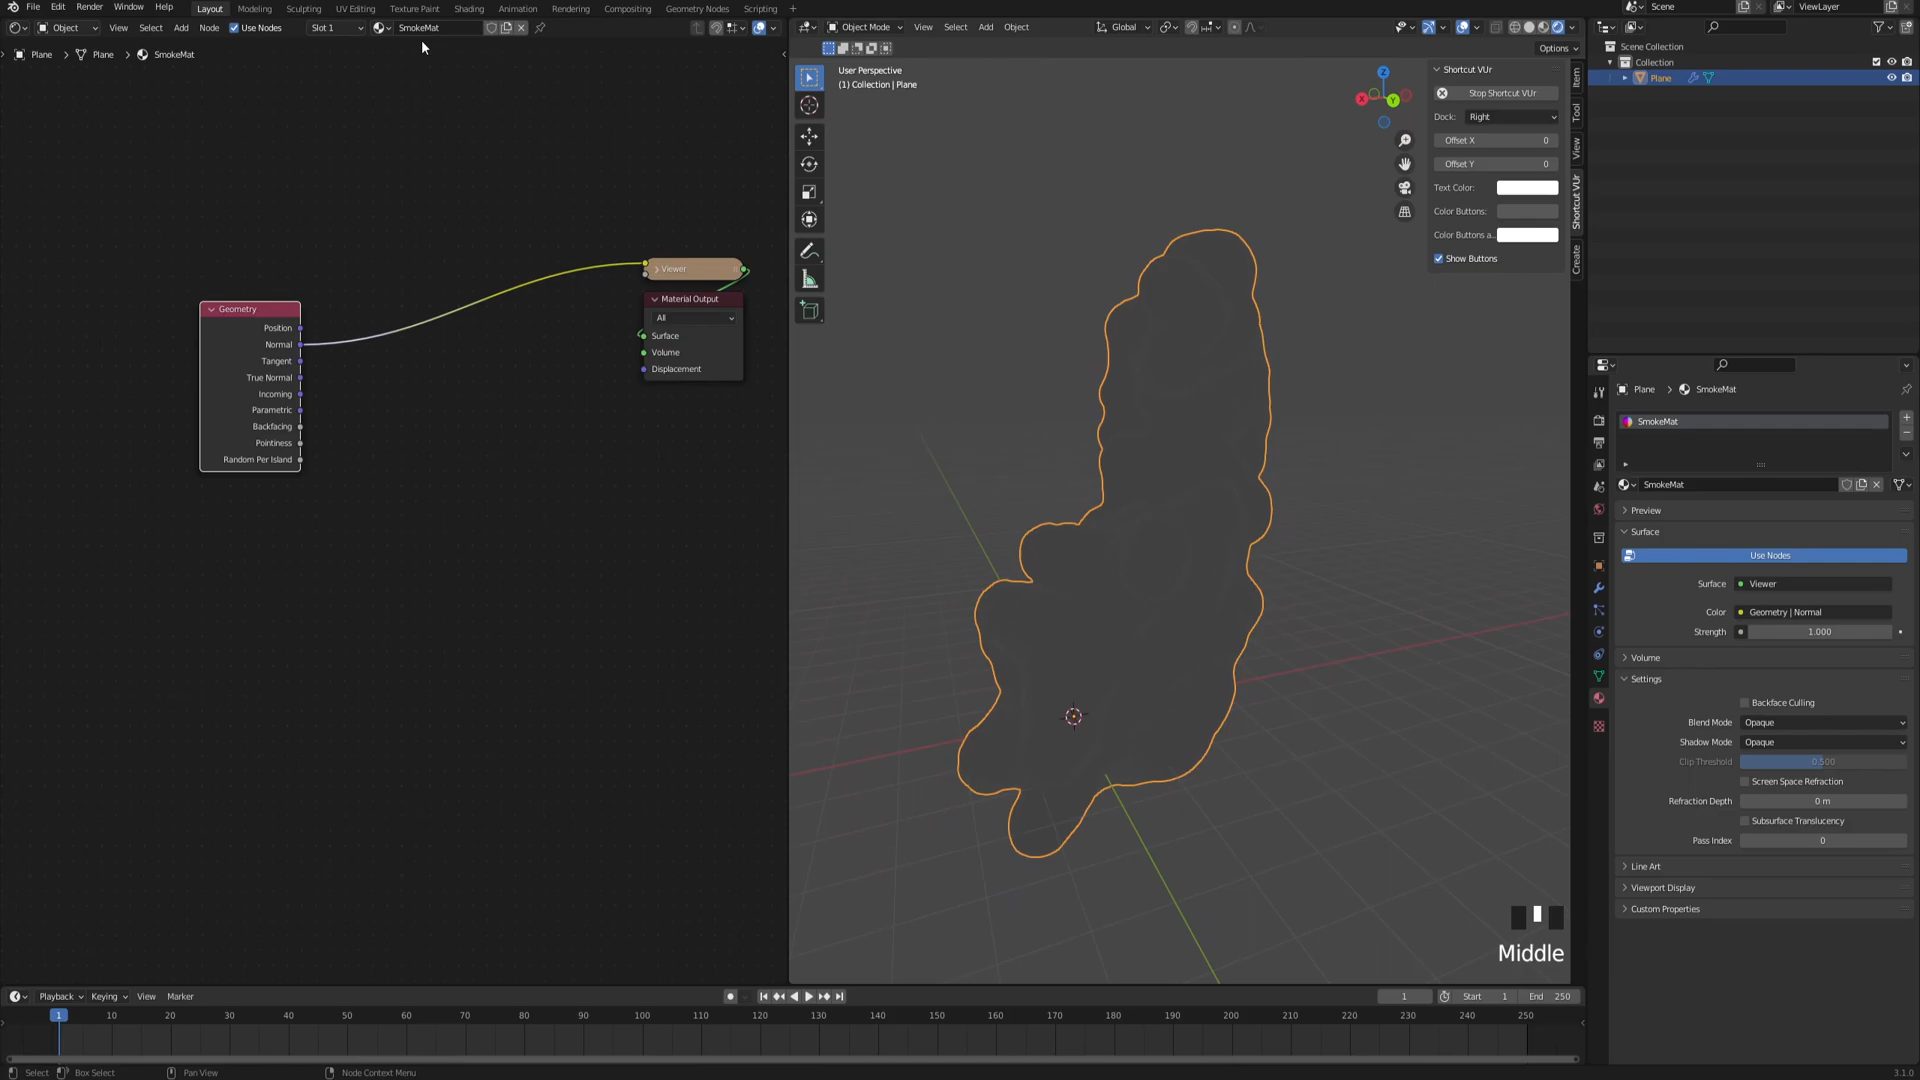 File Edit Render Window Help Layout Modeling Sculpting UV Editing Texture Paint Shading Animation Rendering Compositing Geometry Nodes Scripting + Scene ViewLayer
Object View Select Add Node Use Nodes Slot 1 SmokeMat
Object Mode View Select Add Object Global
Options
Plane > Plane > SmokeMat
Scene Collection
Collection
Plane
User Perspective
(1) Collection | Plane
Shortcut VUr
Stop Shortcut VUr
Dock: Right
Offset X 0
Offset Y 0
Text Color:
Color Buttons:
Color Buttons a..
Show Buttons
Item
Tool
View
Shortcut VUr
Create
Z
X
Y
Viewer
Material Output
All
Surface
Volume
Displacement
Geometry
Position
Normal
Tangent
True Normal
Incoming
Parametric
Backfacing
Pointiness
Random Per Island
Plane > SmokeMat
SmokeMat
SmokeMat
Preview
Surface
Use Nodes
Surface Viewer
Color Geometry | Normal
Strength 1.000
Volume
Settings
Backface Culling
Blend Mode Opaque
Shadow Mode Opaque
Clip Threshold 0.500
Screen Space Refraction
Refraction Depth 0 m
Subsurface Translucency
Pass Index 0
Line Art
Viewport Display
Custom Properties
Middle
Playback Keying View Marker 1 Start 1 End 250
1 10 20 30 40 50 60 70 80 90 100 110 120 130 140 150 160 170 180 190 200 210 220 230 240 250
Select Box Select Pan View Node Context Menu 3.1.0